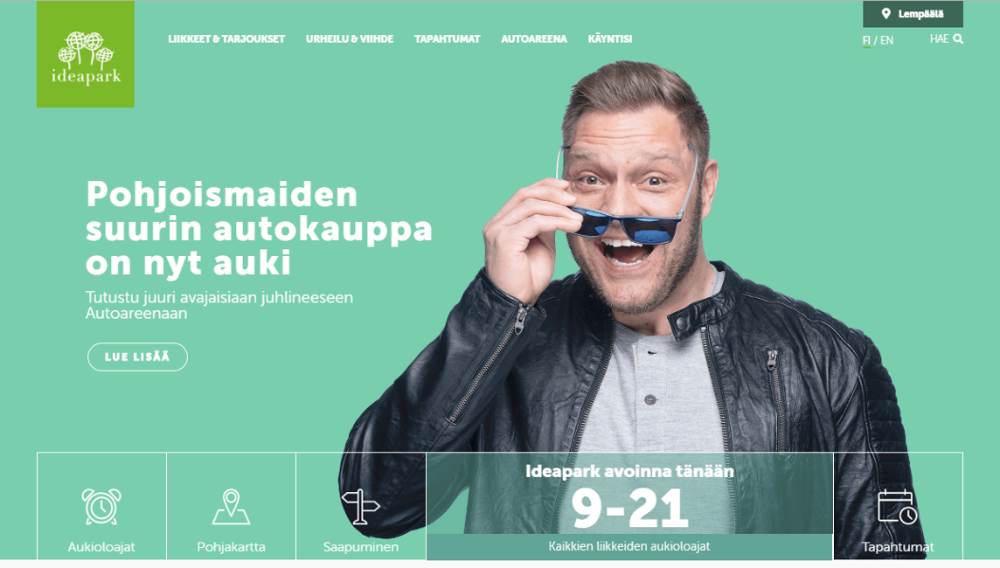 Lempäälä
LIIKKEET & TARJOUKSET URHEILU & VIIHDE TAPAHTUMAT AUTOAREENA KÄYNTISI
FI / EN HAE
ideapark
Pohjoismaiden
suurin autokauppa
on nyt auki
Tutustu juuri avajaisiaan juhlineeseen
Autoareenaan
LUE LISÄÄ
Ideapark avoinna tänään
9-21
Kaikkien liikkeiden aukioloajat
Aukioloajat Pohjakartta Saapuminen Tapahtumat